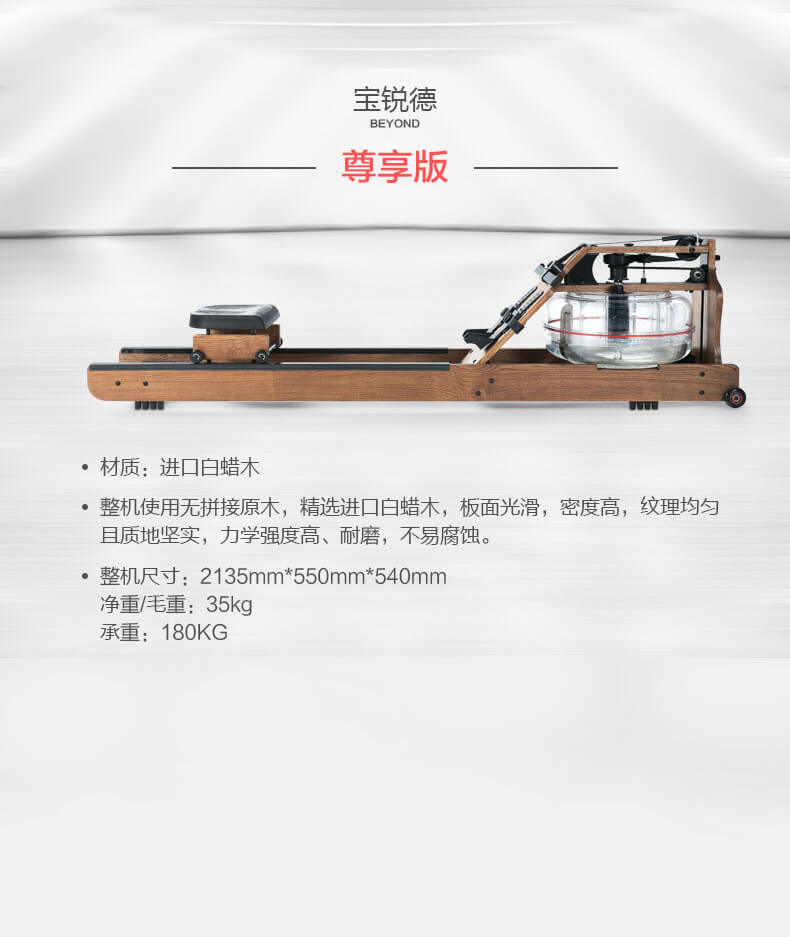 宝锐德
BEYOND
尊享版
• 材质：进口白蜡木
• 整机使用无拼接原木，精选进口白蜡木，板面光滑，密度高，纹理均匀
且质地坚实，力学强度高、耐磨，不易腐蚀。
• 整机尺寸：2135mm*550mm*540mm
净重/毛重：35kg
承重：180KG